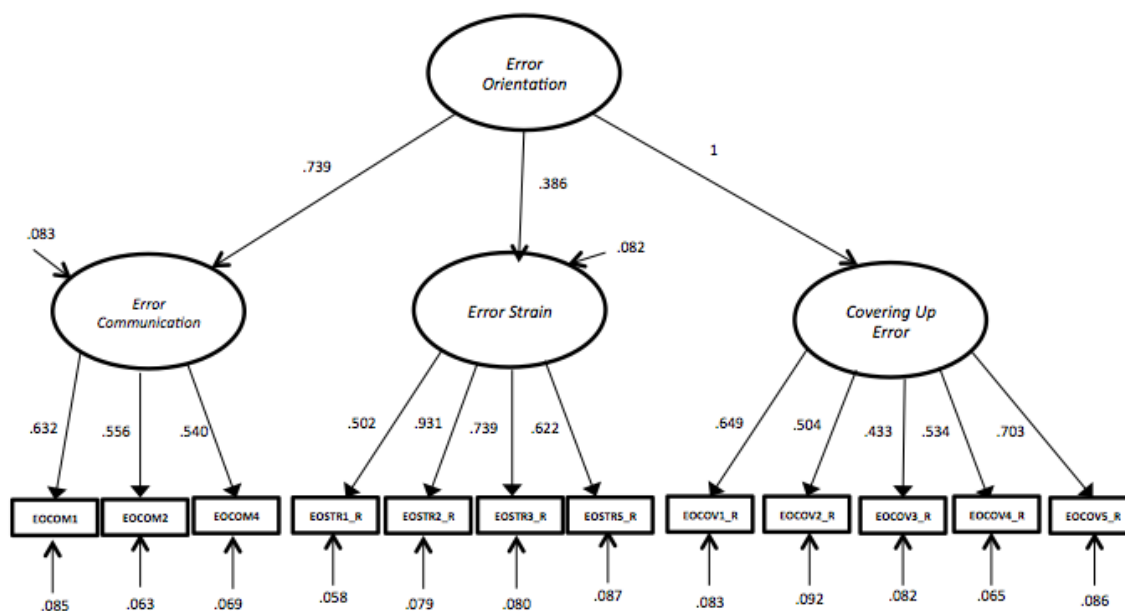 Error
Orientation
.739
.386
1
.083
.082
Error
Communication
Error Strain
Covering Up
Error
.632
.556
.540
.502
.931
.739
.622
.649
.504
.433
.534
.703
EOCOM1
EOCOM2
EOCOM4
EOSTR1_R
EOSTR2_R
EOSTR3_R
EOSTR5_R
EOCOV1_R
EOCOV2_R
EOCOV3_R
EOCOV4_R
EOCOV5_R
.085
.063
.069
.058
.079
.080
.087
.083
.092
.082
.065
.086